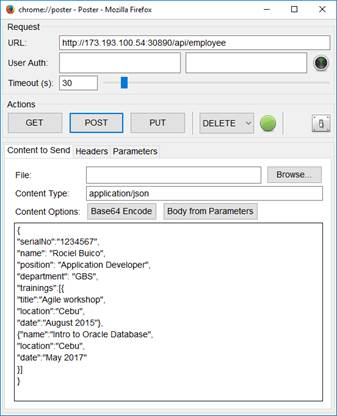 chrome://poster - Poster - Mozilla Firefox
Request
URL: http://173.193.100.54:30890/api/employee
User Auth:
Timeout (s): 30
Actions
GET POST PUT DELETE
Content to Send Headers Parameters
File: Browse...
Content Type: application/json
Content Options: Base64 Encode Body from Parameters
{
"serialNo":"1234567",
"name": "Rociel Buico",
"position": "Application Developer",
"department": "GBS",
"trainings":[{
"title":"Agile workshop",
"location":"Cebu",
"date":"August 2015"},
{"name":"Intro to Oracle Database",
"location":"Cebu",
"date":"May 2017"
}]
}